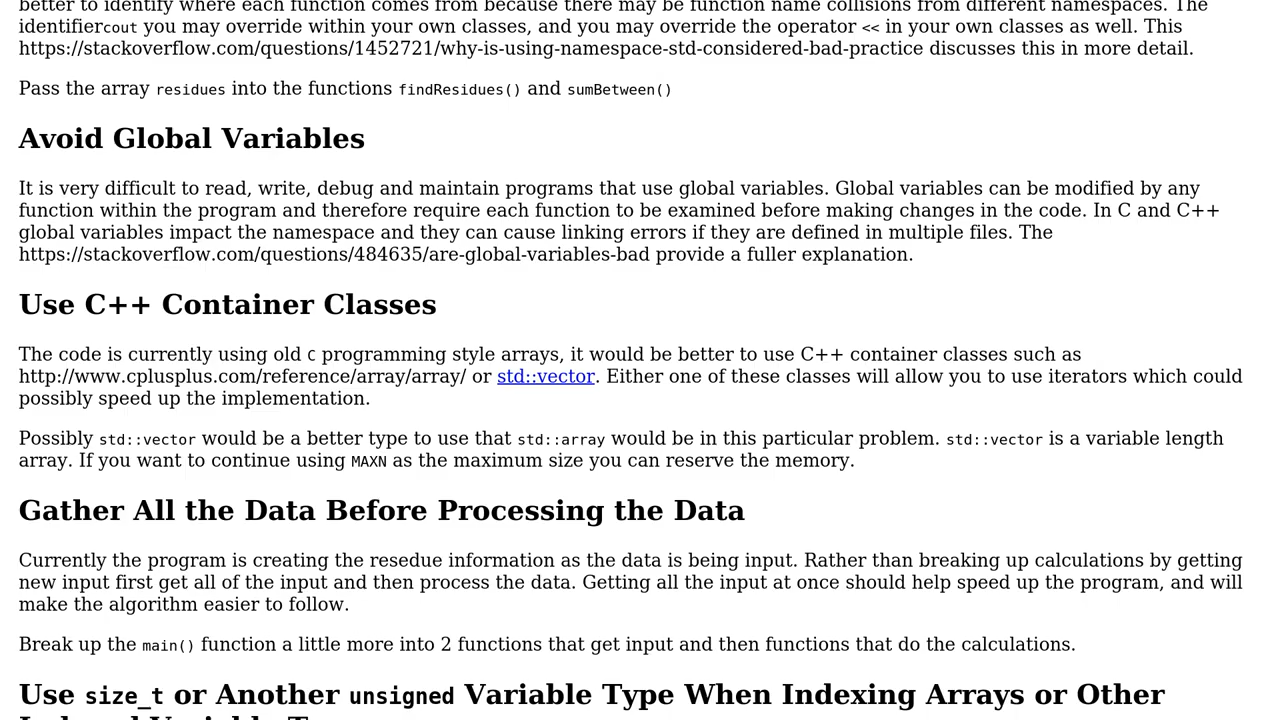 better to identify where each function comes from because there may be function name collisions from different namespaces. The
identifiercout you may override within your own classes, and you may override the operator << in your own classes as well. This
https://stackoverflow.com/questions/1452721/why-is-using-namespace-std-considered-bad-practice discusses this in more detail.
Pass the array residues into the functions findResidues() and sumBetween()
Avoid Global Variables
It is very difficult to read, write, debug and maintain programs that use global variables. Global variables can be modified by any
function within the program and therefore require each function to be examined before making changes in the code. In C and C++
global variables impact the namespace and they can cause linking errors if they are defined in multiple files. The
https://stackoverflow.com/questions/484635/are-global-variables-bad provide a fuller explanation.
Use C++ Container Classes
The code is currently using old C programming style arrays, it would be better to use C++ container classes such as
http://www.cplusplus.com/reference/array/array/ or std::vector. Either one of these classes will allow you to use iterators which could
possibly speed up the implementation.
Possibly std::vector would be a better type to use that std::array would be in this particular problem. std::vector is a variable length
array. If you want to continue using MAXN as the maximum size you can reserve the memory.
Gather All the Data Before Processing the Data
Currently the program is creating the resedue information as the data is being input. Rather than breaking up calculations by getting
new input first get all of the input and then process the data. Getting all the input at once should help speed up the program, and will
make the algorithm easier to follow.
Break up the main() function a little more into 2 functions that get input and then functions that do the calculations.
Use size_t or Another unsigned Variable Type When Indexing Arrays or Other